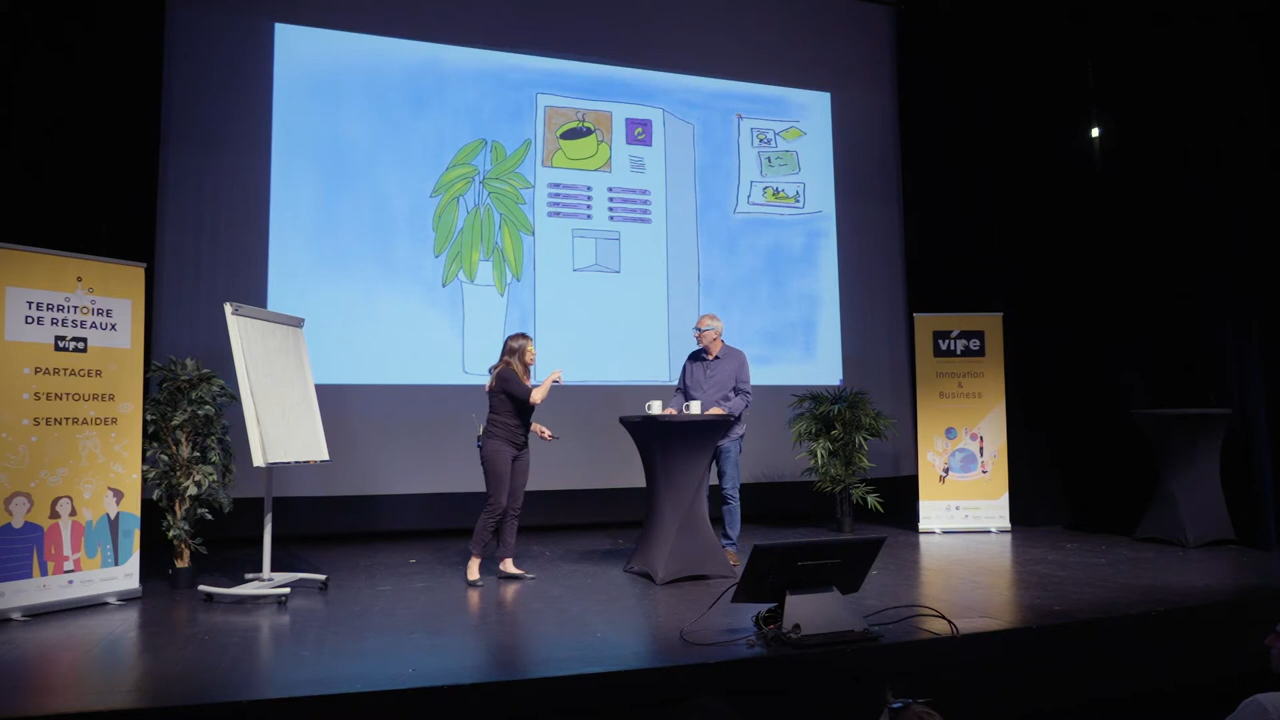 TERRITOIRE
DE RÉSEAUX
vipe
PARTAGER
S'ENTOURER
S'ENTRAIDER
vipe
Innovation
&
Business